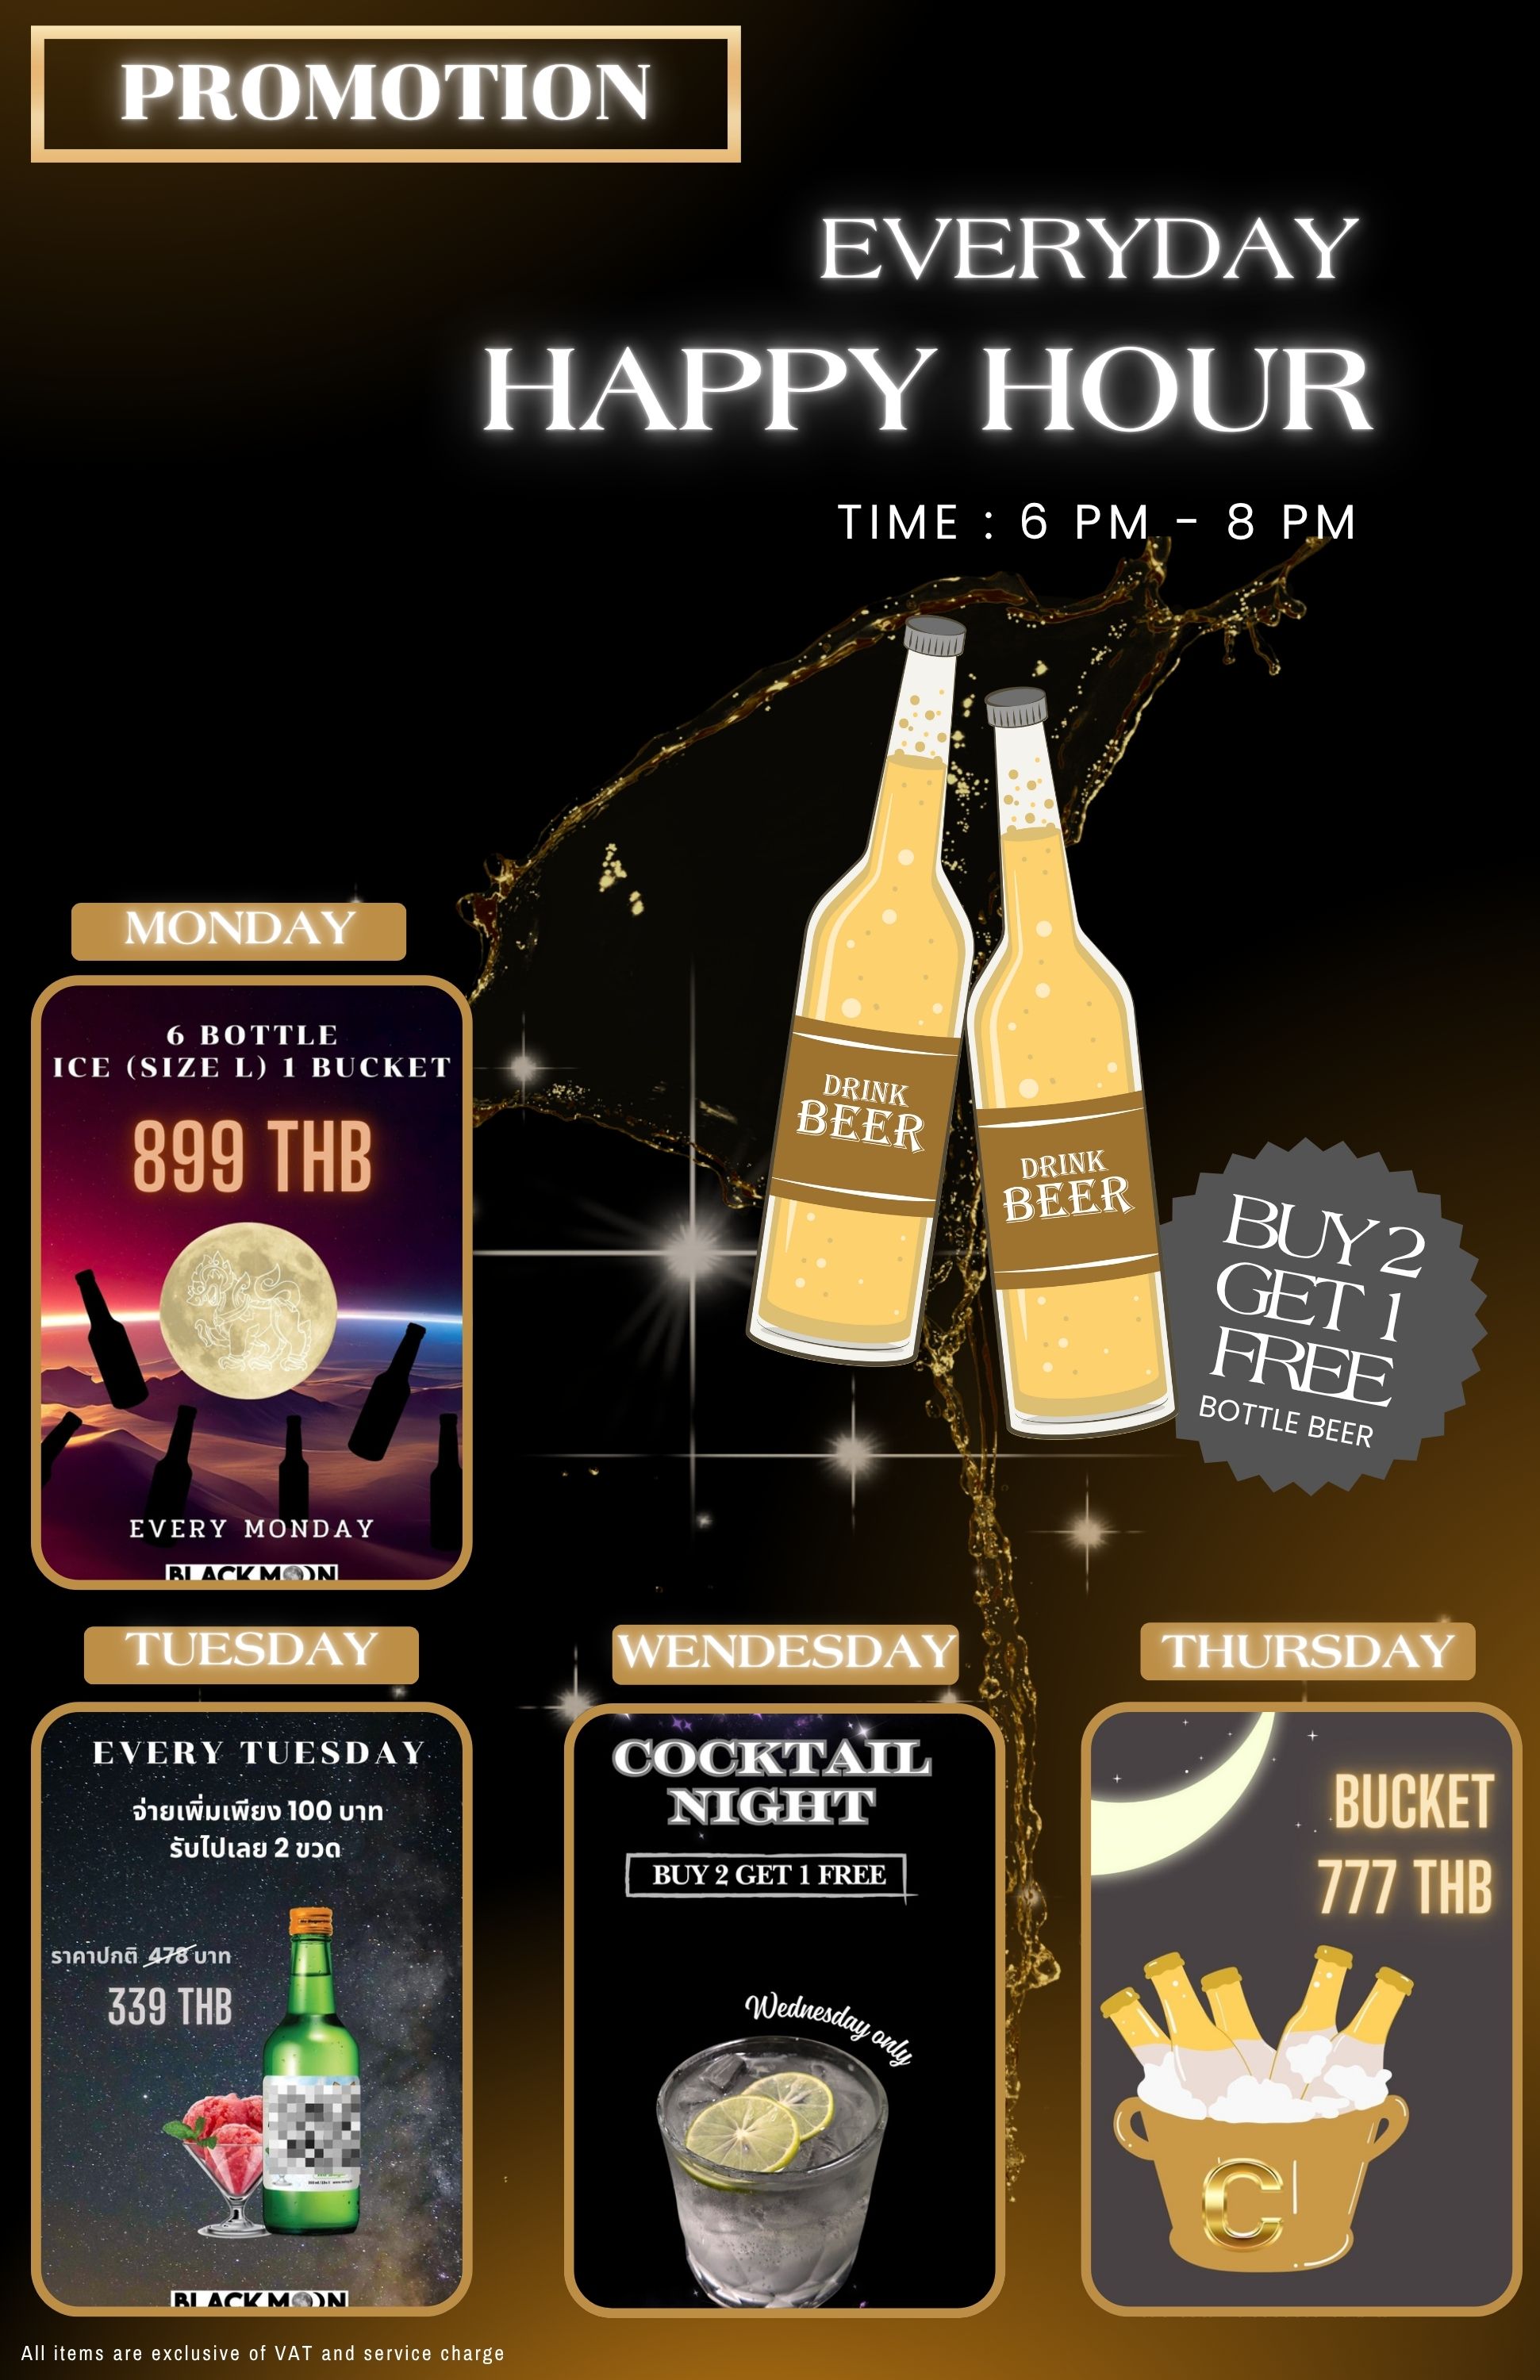 PROMOTION
EVERYDAY
HAPPY HOUR
TIME : 6 PM - 8 PM
DRINK
BEER
DRINK
BEER
BUY 2
GET 1
FREE
BOTTLE BEER
MONDAY
6 BOTTLE
ICE (SIZE L) 1 BUCKET
899 THB
EVERY MONDAY
BLACK MOON
TUESDAY
EVERY TUESDAY
จ่ายเพิ่มเพียง 100 บาท
รับไปเลย 2 ขวด
ราคาปกติ 478 บาท
339 THB
BLACK MOON
WENDESDAY
COCKTAIL
NIGHT
BUY 2 GET 1 FREE
Wednesday only
THURSDAY
BUCKET
777 THB
C
All items are exclusive of VAT and service charge